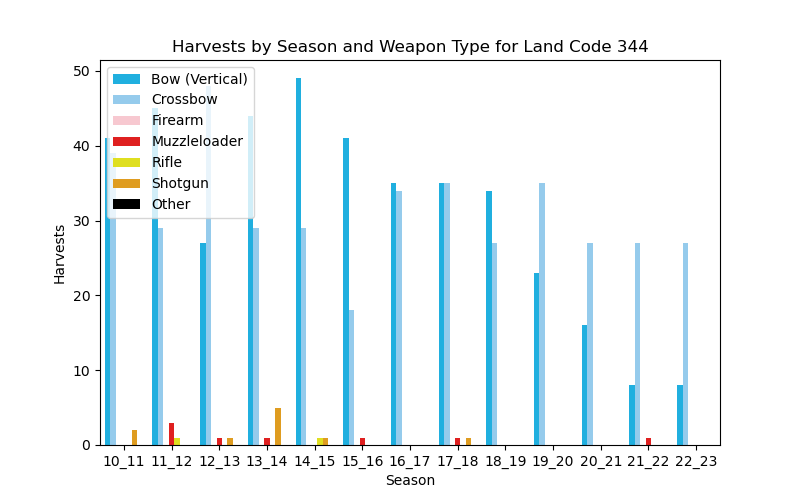 Harvests by Season and Weapon Type for Land Code 344
50
40
30
20
10
0
Harvests
Bow (Vertical)
Crossbow
Firearm
Muzzleloader
Rifle
Shotgun
Other
10_11 11_12 12_13 13_14 14_15 15_16 16_17 17_18 18_19 19_20 20_21 21_22 22_23
Season